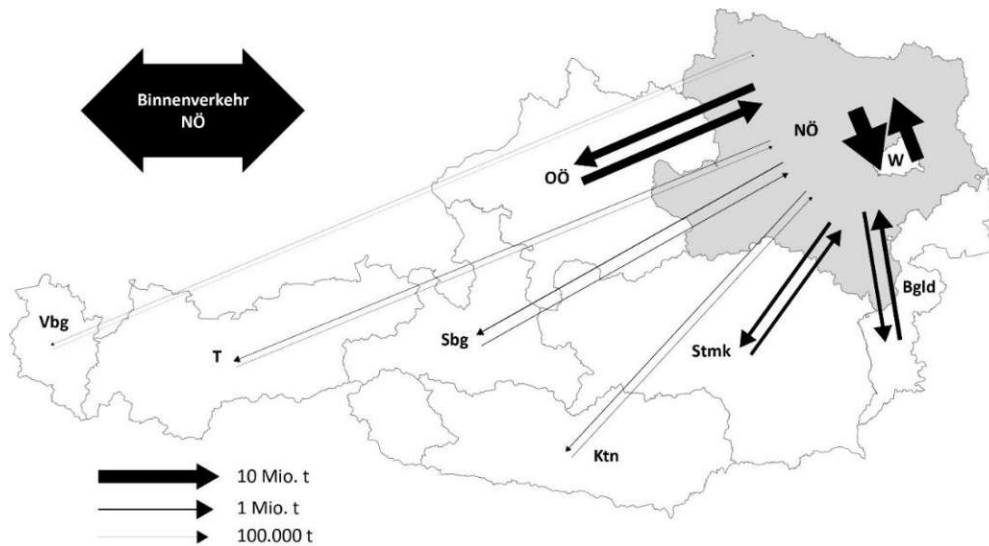 Binnenverkehr
NÖ
NÖ
W
OÖ
Bgld
Vbg
T
Sbg
Stmk
Ktn
10 Mio. t
1 Mio. t
100.000 t